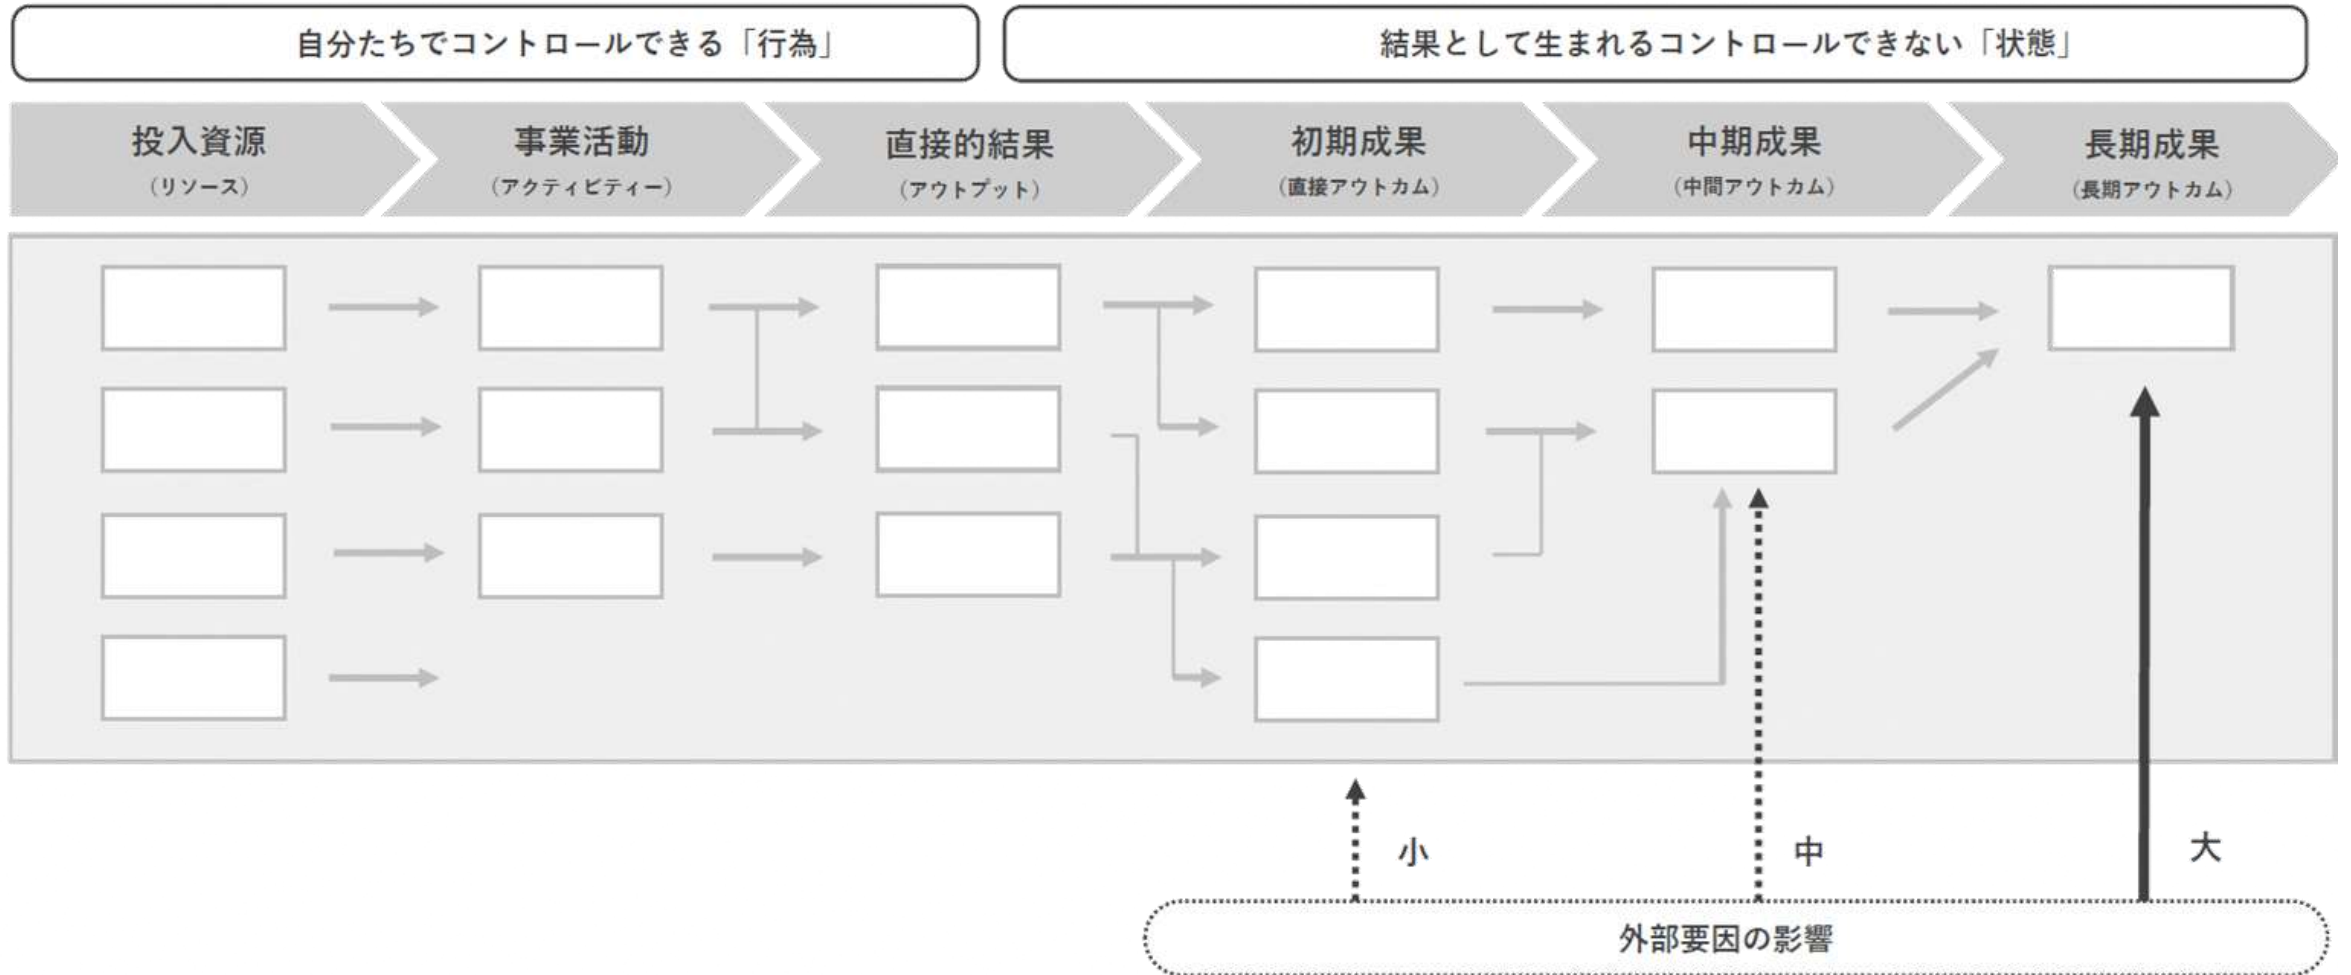 自分たちでコントロールできる「行為」
結果として生まれるコントロールできない「状態」
投入資源
（リソース）
事業活動
（アクティビティー）
直接的結果
（アウトプット）
初期成果
（直接アウトカム）
中期成果
（中間アウトカム）
長期成果
（長期アウトカム）
小
中
大
外部要因の影響